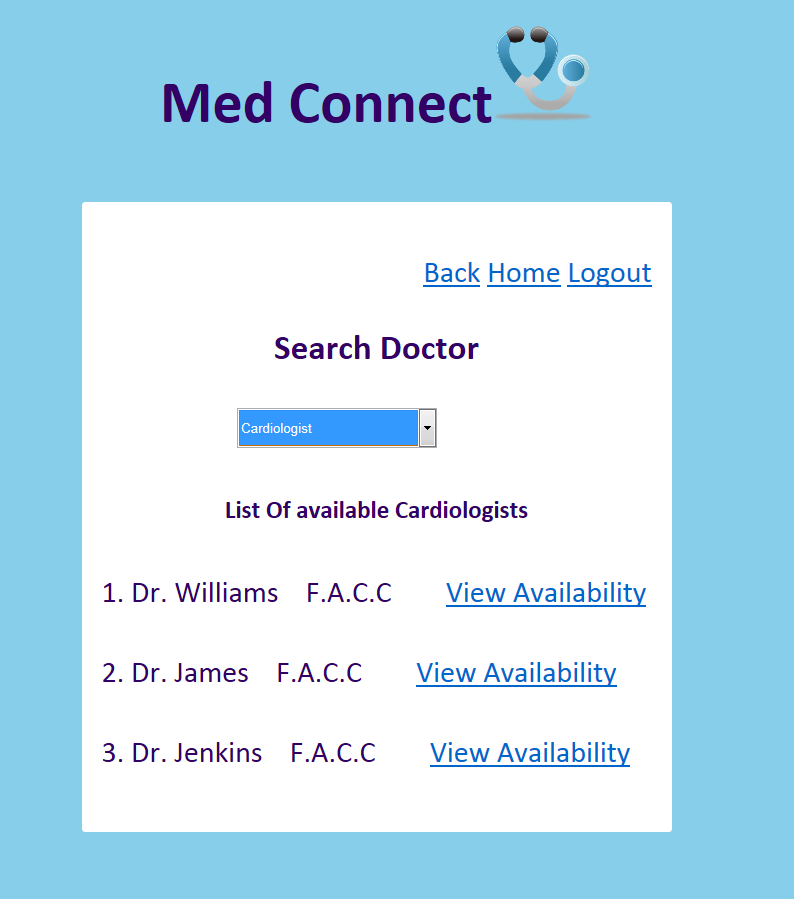 Med Connect
Back Home Logout
Search Doctor
Cardiologist
List Of available Cardiologists
1. Dr. Williams F.A.C.C View Availability
2. Dr. James F.A.C.C View Availability
3. Dr. Jenkins F.A.C.C View Availability